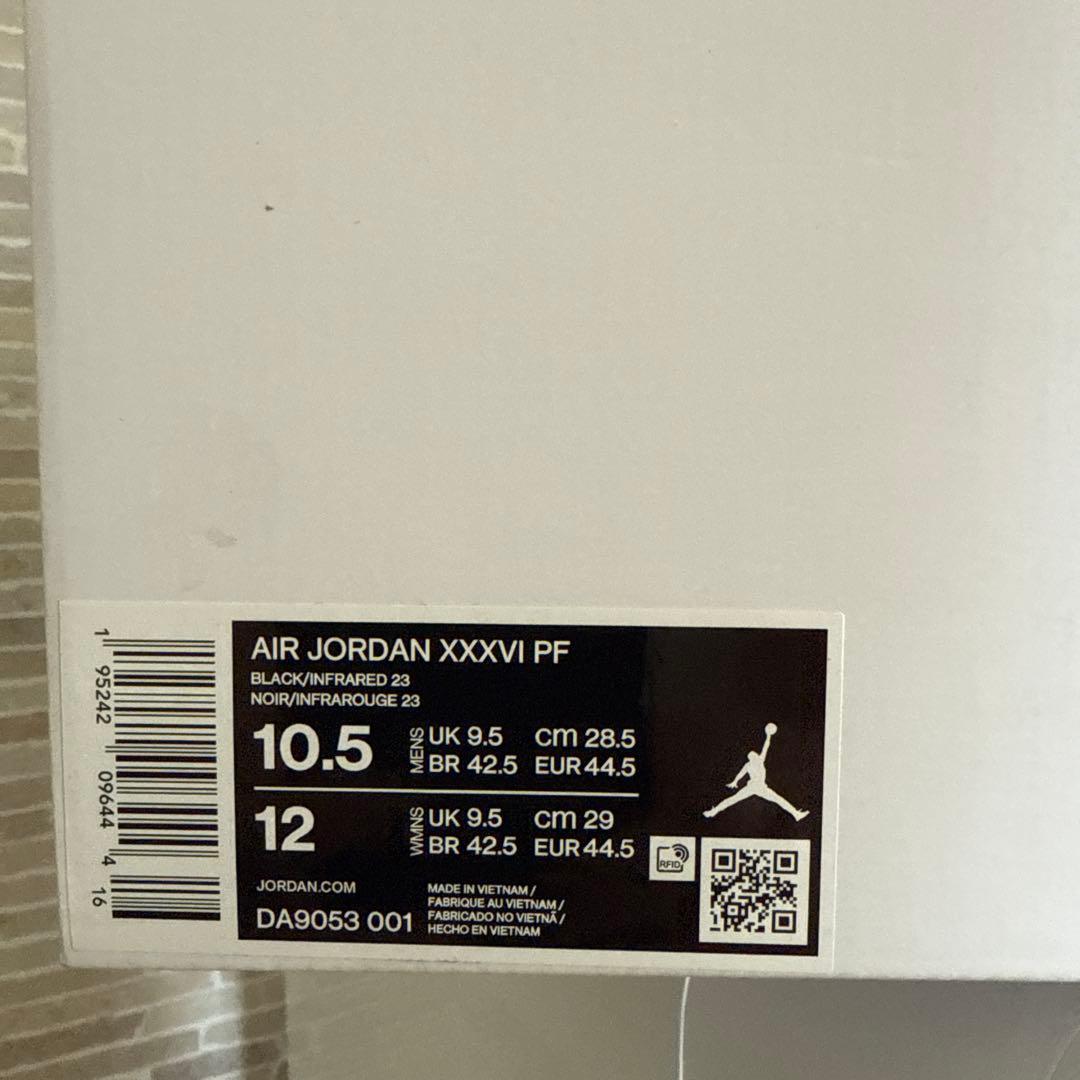 AIR JORDAN XXXVI PF
BLACK/INFRARED 23
NOIR/INFRAROUGE 23
10.5 MENS UK 9.5 cm 28.5
BR 42.5 EUR 44.5
12 WMNS UK 9.5 cm 29
BR 42.5 EUR 44.5
JORDAN.COM
DA9053 001
MADE IN VIETNAM /
FABRIQUE AU VIETNAM /
FABRICADO NO VIETNÃ /
HECHO EN VIETNAM
RFID
1 95242 09644 4 16